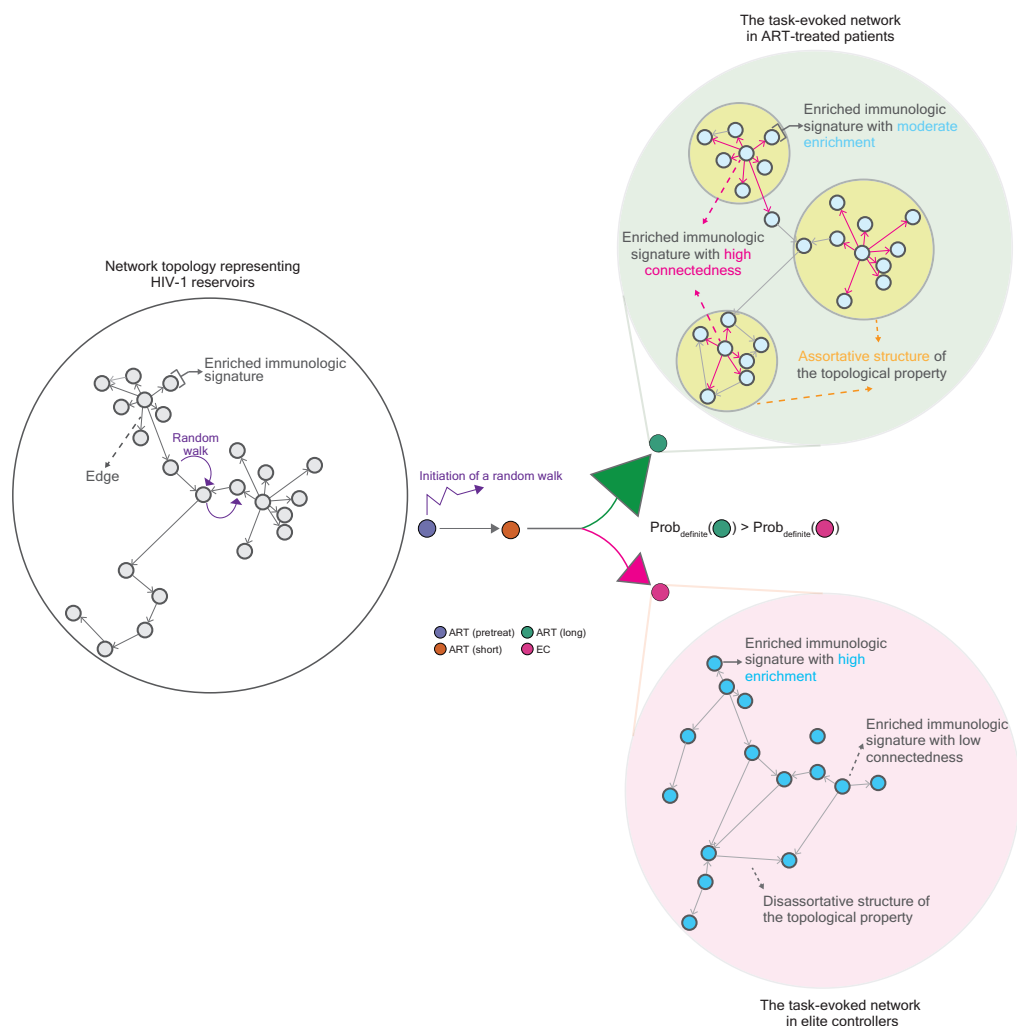 The task-evoked network
in ART-treated patients
Enriched immunologic
signature with moderate
enrichment
Enriched immunologic
signature with high
connectedness
Assortative structure of
the topological property
Network topology representing
HIV-1 reservoirs
Enriched immunologic
signature
Random
walk
Edge
Initiation of a random walk
Prob_definite( ) > Prob_definite( )
ART (pretreat)
ART (long)
ART (short)
EC
Enriched immunologic
signature with high
enrichment
Enriched immunologic
signature with low
connectedness
Disassortative structure of
the topological property
The task-evoked network
in elite controllers